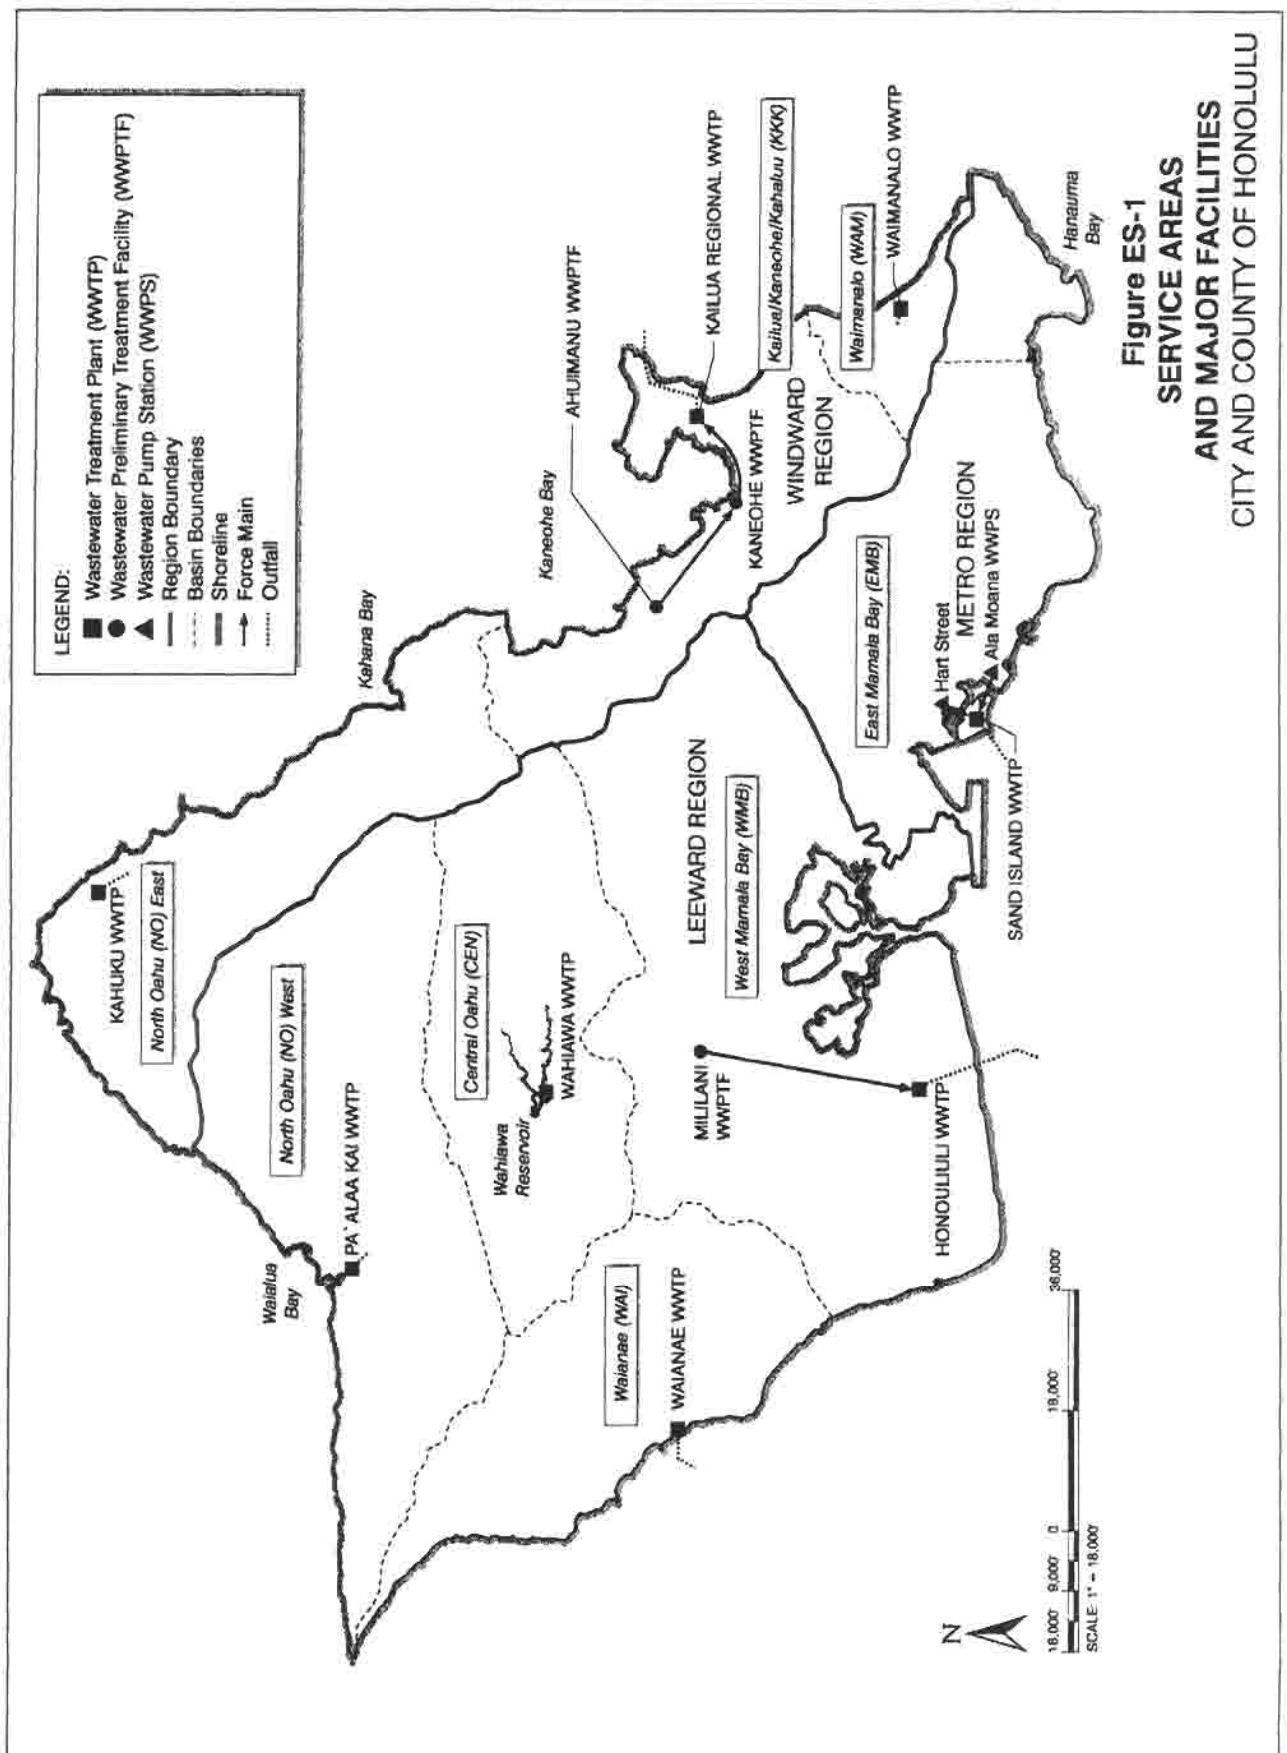 LEGEND:
Wastewater Treatment Plant (WWTP)
Wastewater Preliminary Treatment Facility (WWPTF)
Wastewater Pump Station (WWPS)
Region Boundary
Basin Boundaries
Shoreline
Force Main
Outfall
KAHUKU WWTP
North Oahu (NO) East
North Oahu (NO) West
Kahana Bay
Kaneohe Bay
AHUIMANU WWPTF
KAILUA REGIONAL WWTP
Kailua/Kaneohe/Kahaluu (KKK)
KANEOHE WWPTF
WINDWARD
REGION
Waimanalo (WAM)
WAIMANALO WWTP
Waialua
Bay
PA`ALAA KAI WWTP
Central Oahu (CEN)
Wahiawa
Reservoir
WAHIAWA WWTP
LEEWARD REGION
West Mamala Bay (WMB)
MILILANI
WWPTF
Waianae (WAI)
WAIANAE WWTP
HONOULIULI WWTP
East Mamala Bay (EMB)
METRO REGION
Hart Street
Ala Moana WWPS
SAND ISLAND WWTP
Hanauma
Bay
N
18,000' 9,000' 0' 18,000' 36,000'
SCALE: 1" = 18,000'
Figure ES-1
SERVICE AREAS
AND MAJOR FACILITIES
CITY AND COUNTY OF HONOLULU